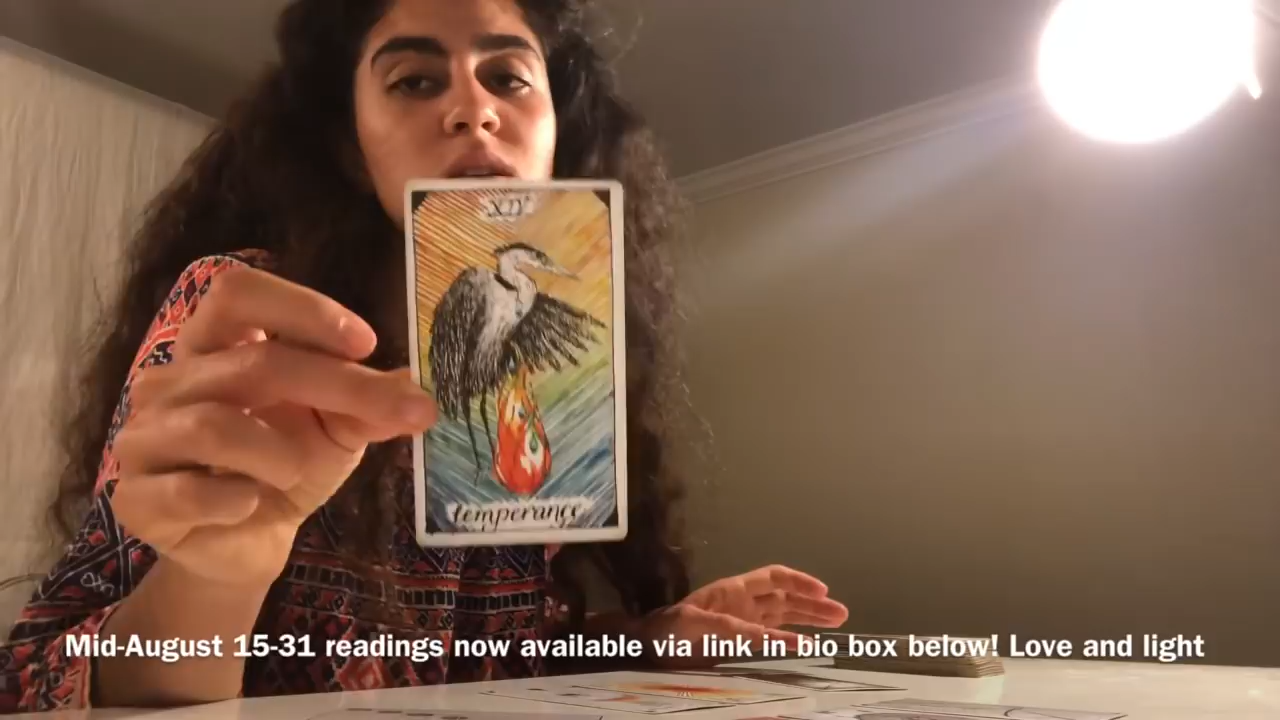 XIV
temperance
Mid-August 15-31 readings now available via link in bio box below! Love and light